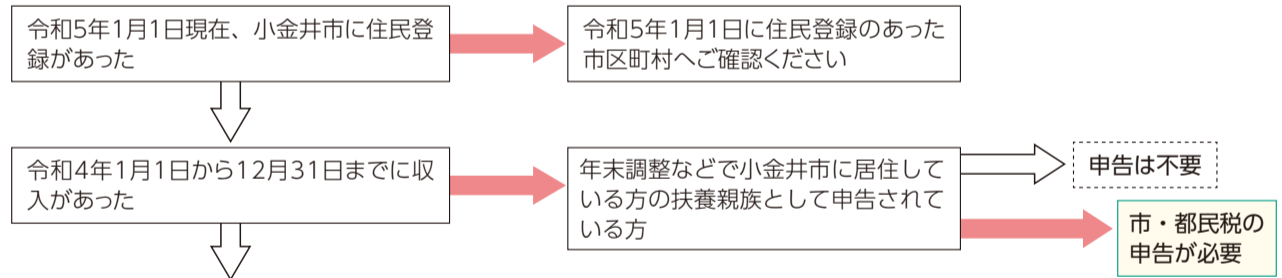 令和5年1月1日現在、小金井市に住民登
録があった
令和5年1月1日に住民登録のあった
市区町村へご確認ください
令和4年1月1日から12月31日までに収
入があった
年末調整などで小金井市に居住して
いる方の扶養親族として申告されて
いる方
申告は不要
市・都民税の
申告が必要